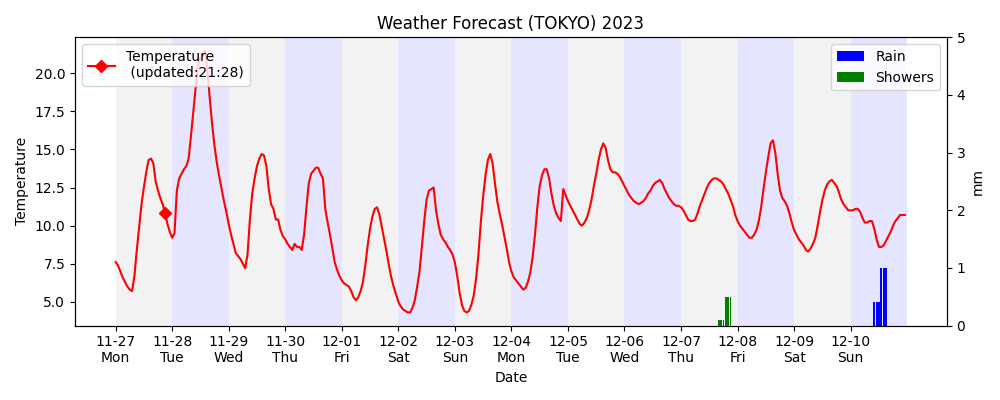 Weather Forecast (TOKYO) 2023
Temperature
(updated:21:28)
Rain
Showers
Temperature
20.0
17.5
15.0
12.5
10.0
7.5
5.0
5
4
3
2
1
0
mm
11-27 11-28 11-29 11-30 12-01 12-02 12-03 12-04 12-05 12-06 12-07 12-08 12-09 12-10
Mon Tue Wed Thu Fri Sat Sun Mon Tue Wed Thu Fri Sat Sun
Date